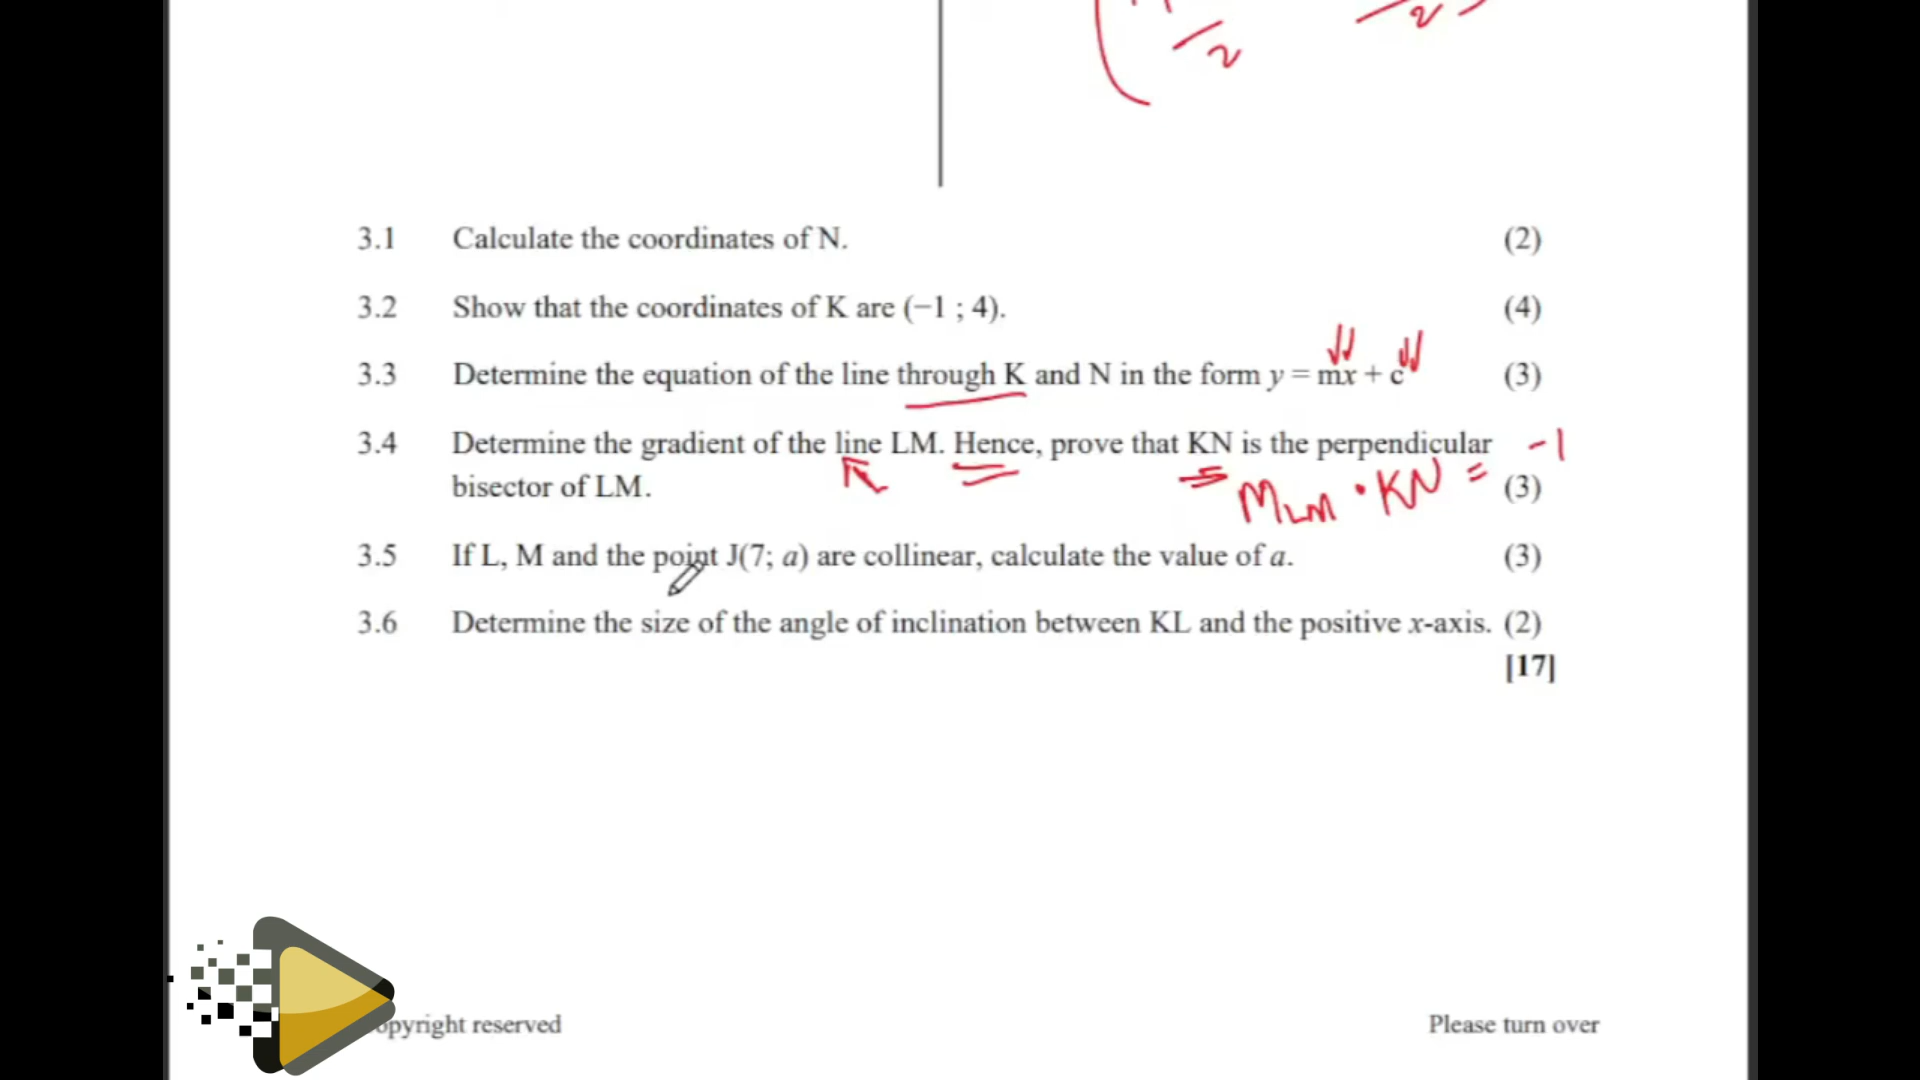 2
2
3.1 Calculate the coordinates of N. (2)
3.2 Show that the coordinates of K are (−1 ; 4). (4)
3.3 Determine the equation of the line through K and N in the form y = mx + c (3)
3.4 Determine the gradient of the line LM. Hence, prove that KN is the perpendicular
bisector of LM. (3)
MLM · KN = -1
3.5 If L, M and the point J(7; a) are collinear, calculate the value of a. (3)
3.6 Determine the size of the angle of inclination between KL and the positive x-axis. (2)
[17]
opyright reserved
Please turn over